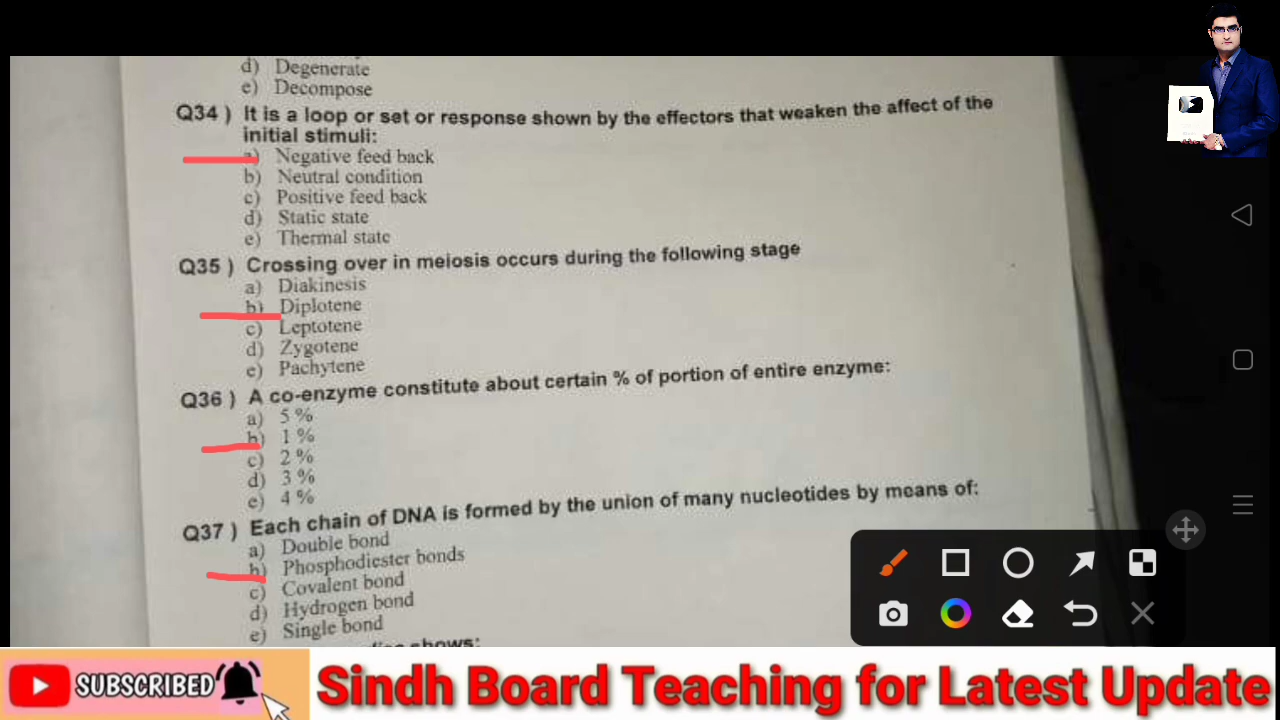 d) Degenerate
e) Decompose
Q34 ) It is a loop or set or response shown by the effectors that weaken the affect of the
initial stimuli:
a) Negative feed back
b) Neutral condition
c) Positive feed back
d) Static state
e) Thermal state
Q35 ) Crossing over in meiosis occurs during the following stage
a) Diakinesis
b) Diplotene
c) Leptotene
d) Zygotene
e) Pachytene
Q36 ) A co-enzyme constitute about certain % of portion of entire enzyme:
a) 5 %
b) 1 %
c) 2 %
d) 3 %
e) 4 %
Q37 ) Each chain of DNA is formed by the union of many nucleotides by means of:
a) Double bond
b) Phosphodiester bonds
c) Covalent bond
d) Hydrogen bond
e) Single bond
shows:
SUBSCRIBED
Sindh Board Teaching for Latest Update